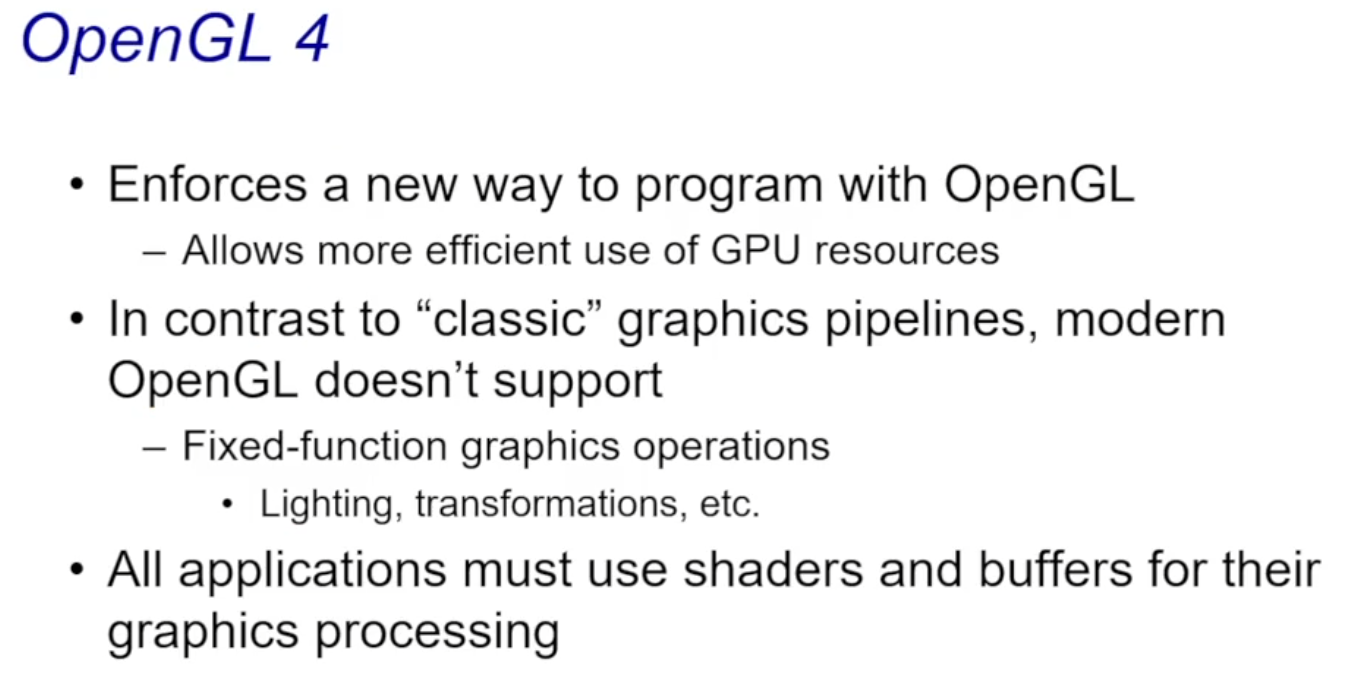 OpenGL 4
• Enforces a new way to program with OpenGL
– Allows more efficient use of GPU resources
• In contrast to “classic” graphics pipelines, modern
OpenGL doesn’t support
– Fixed-function graphics operations
• Lighting, transformations, etc.
• All applications must use shaders and buffers for their
graphics processing